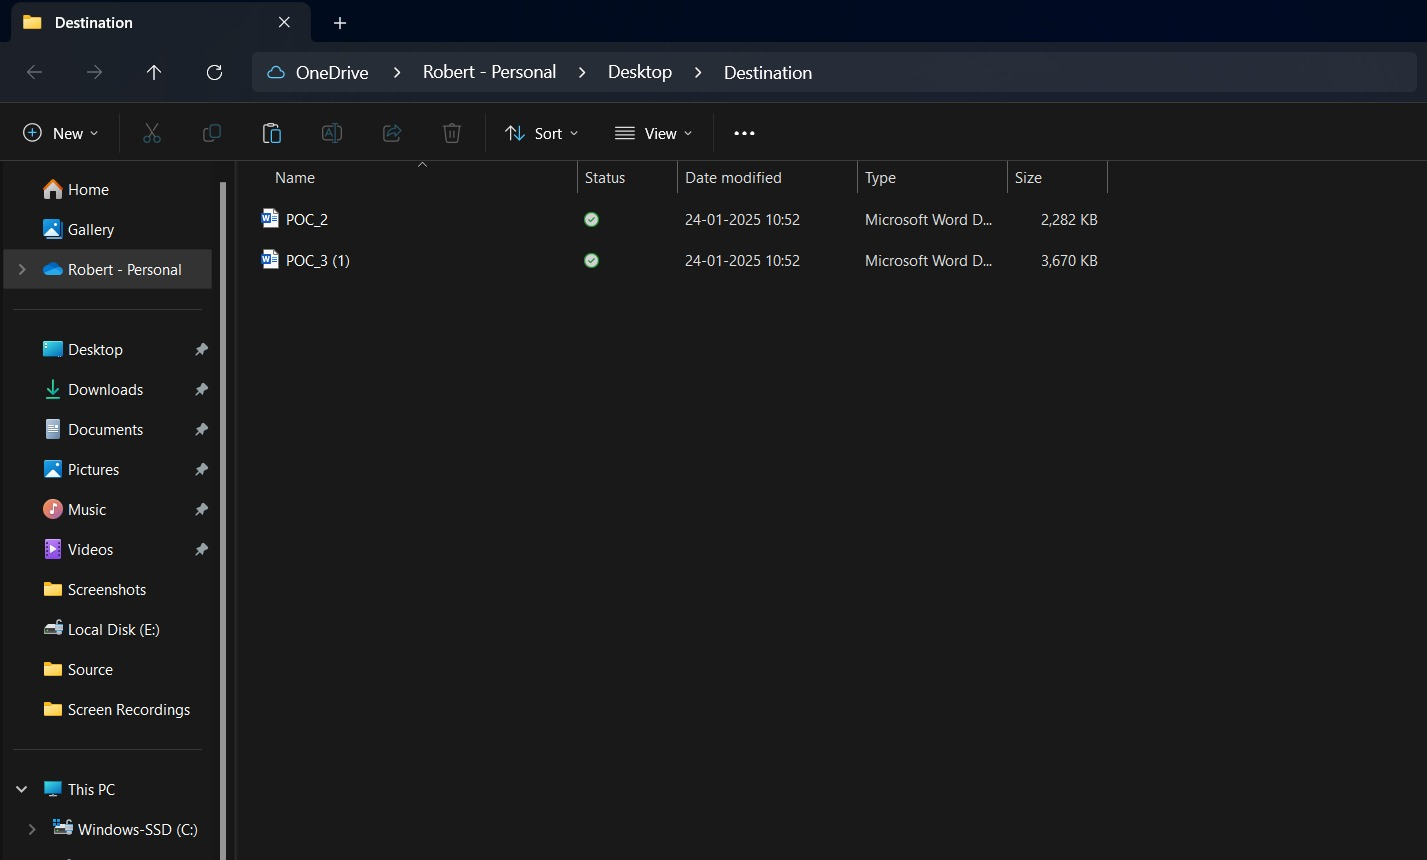 Destination
OneDrive > Robert - Personal > Desktop > Destination
New Sort View
Name Status Date modified Type Size
POC_2 24-01-2025 10:52 Microsoft Word D... 2,282 KB
POC_3 (1) 24-01-2025 10:52 Microsoft Word D... 3,670 KB
Home
Gallery
Robert - Personal
Desktop
Downloads
Documents
Pictures
Music
Videos
Screenshots
Local Disk (E:)
Source
Screen Recordings
This PC
Windows-SSD (C:)